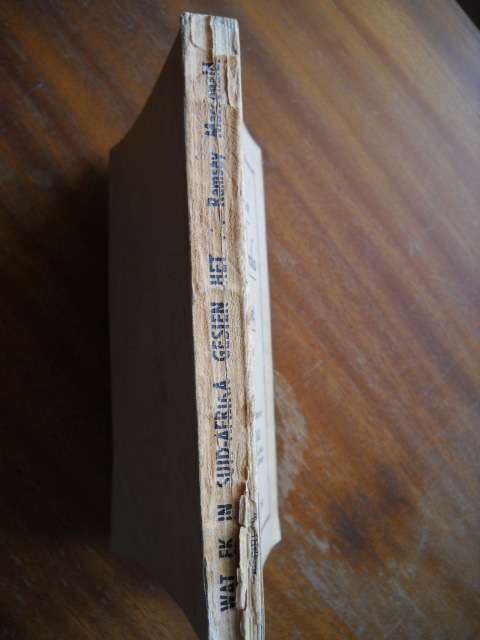 WAT EK IN SUID-AFRIKA GESIEN HET... Ramsay Macdonald